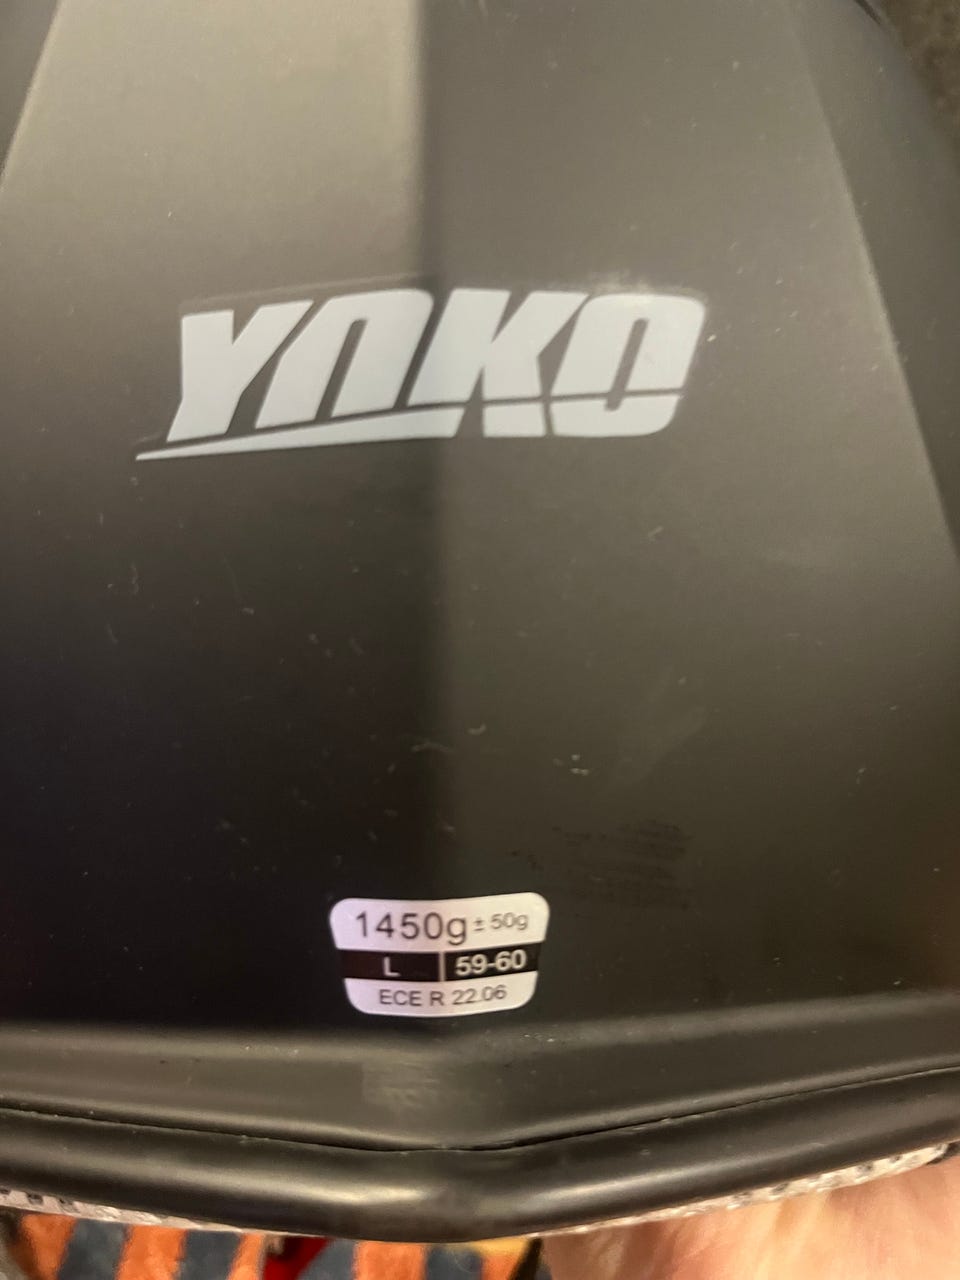 YOKO
1450g ± 50g
L 59-60
ECE R 22.06